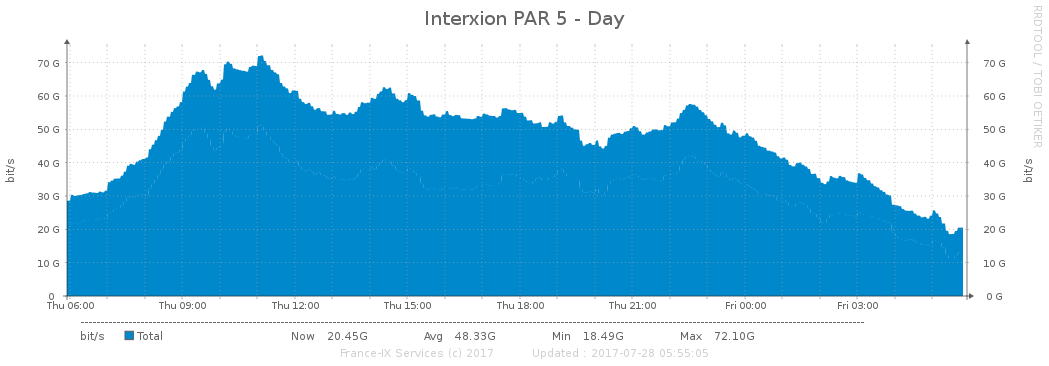 Interxion PAR 5 - Day
RRDTOOL / TOBI OETIKER
bit/s
70 G
60 G
50 G
40 G
30 G
20 G
10 G
0
70 G
60 G
50 G
40 G
30 G
20 G
10 G
0 G
bit/s
Thu 06:00 Thu 09:00 Thu 12:00 Thu 15:00 Thu 18:00 Thu 21:00 Fri 00:00 Fri 03:00
bit/s Total Now 20.45G Avg 48.33G Min 18.49G Max 72.10G
France-IX Services (c) 2017 Updated : 2017-07-28 05:55:05